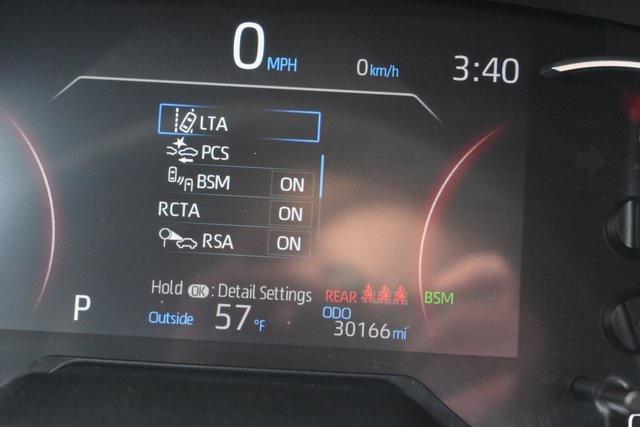 0 MPH 0 km/h 3:40
LTA
PCS
BSM ON
RCTA ON
RSA ON
Hold OK : Detail Settings REAR BSM
P Outside 57 °F ODO
30166 mi